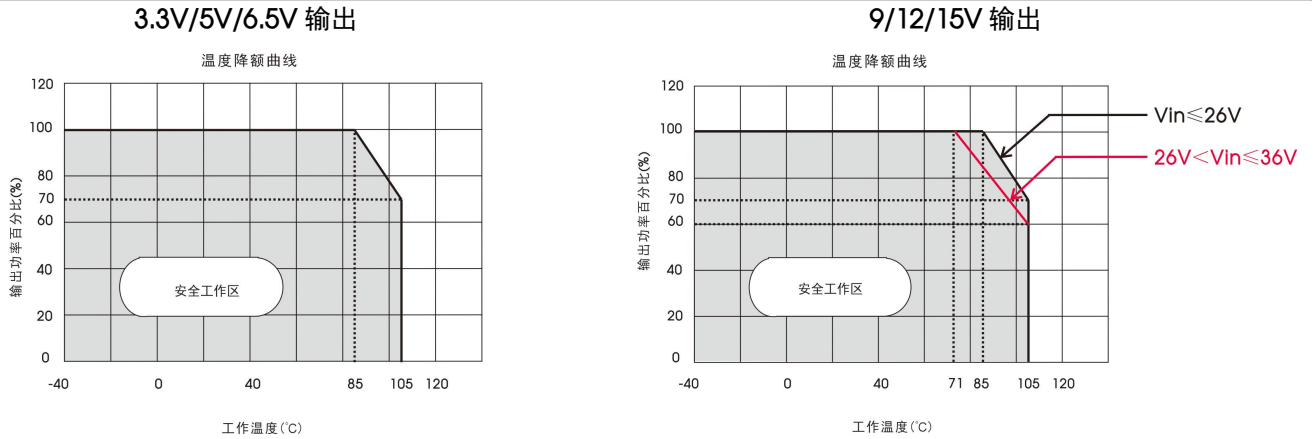 3.3V/5V/6.5V 输出
温度降额曲线
输出功率百分比(%)
120
100
80
70
60
40
20
0
安全工作区
-40 0 40 85 105 120
工作温度(℃)
9/12/15V 输出
温度降额曲线
输出功率百分比(%)
120
100
80
70
60
40
20
0
Vin≤26V
26V<Vin≤36V
安全工作区
-40 0 40 71 85 105 120
工作温度(℃)